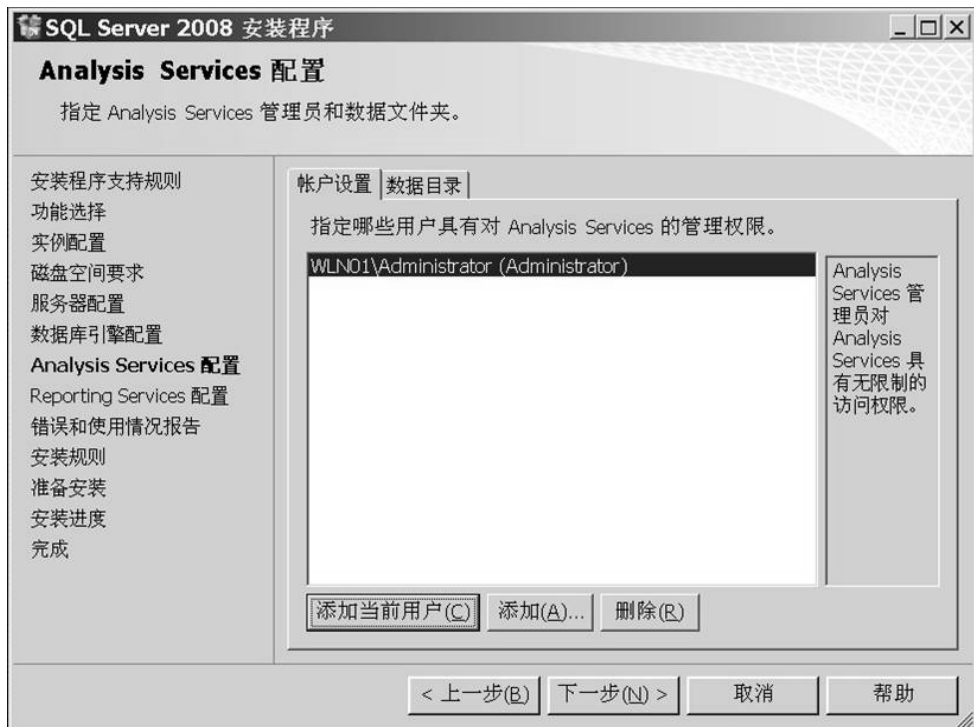 SQL Server 2008 安装程序
Analysis Services 配置
指定 Analysis Services 管理员和数据文件夹。
安装程序支持规则
功能选择
实例配置
磁盘空间要求
服务器配置
数据库引擎配置
Analysis Services 配置
Reporting Services 配置
错误和使用情况报告
安装规则
准备安装
安装进度
完成
帐户设置
数据目录
指定哪些用户具有对 Analysis Services 的管理权限。
WLN01\Administrator (Administrator)
Analysis
Services 管
理员对
Analysis
Services 具
有无限制的
访问权限。
添加当前用户(C)
添加(A)...
删除(R)
< 上一步(B)
下一步(N) >
取消
帮助